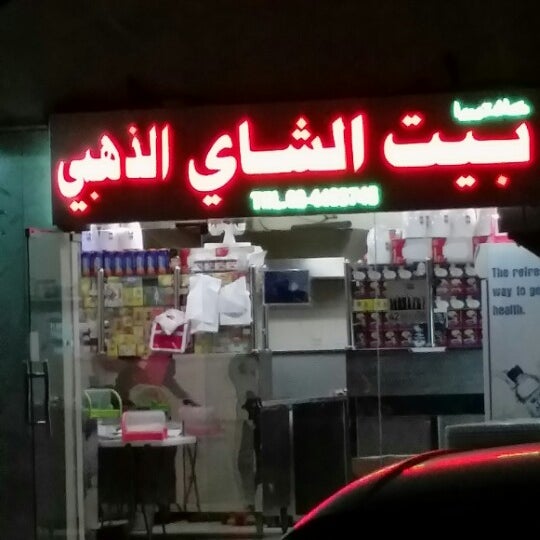 كافتيريا
بيت الشاي الذهبي
The refre
way to ge
health.